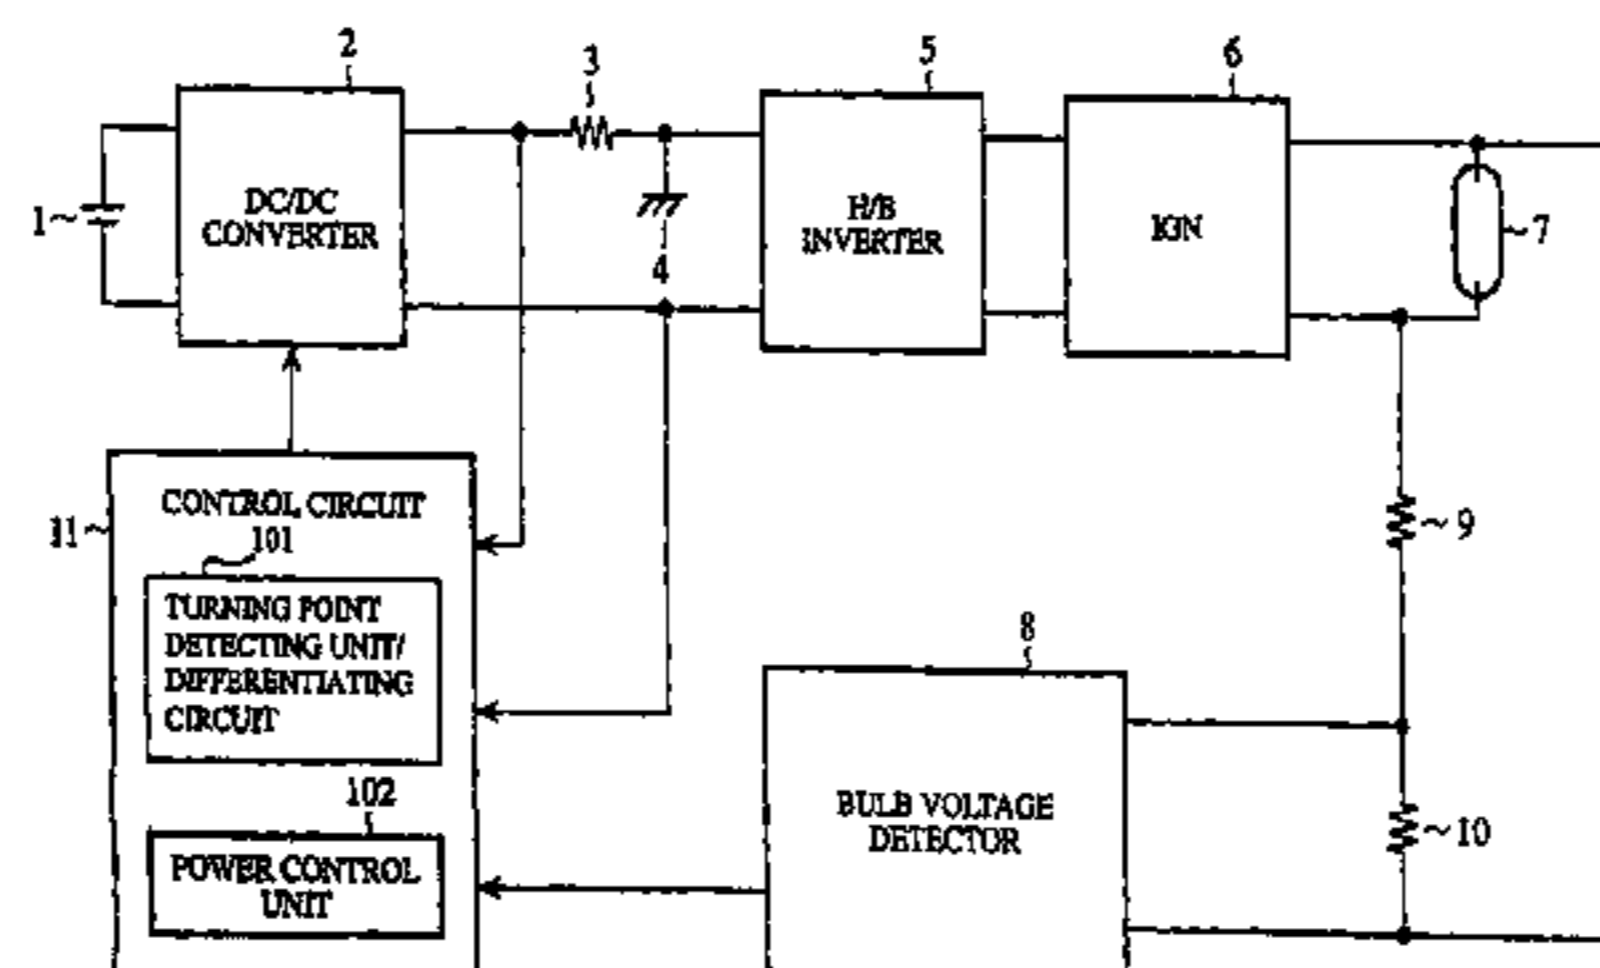 2
3
5
6
DC/DC
CONVERTER
1
4
H/B
INVERTER
IGN
7
CONTROL CIRCUIT
11
101
TURNING POINT
DETECTING UNIT/
DIFFERENTIATING
CIRCUIT
9
8
102
POWER CONTROL
UNIT
BULB VOLTAGE
DETECTOR
10